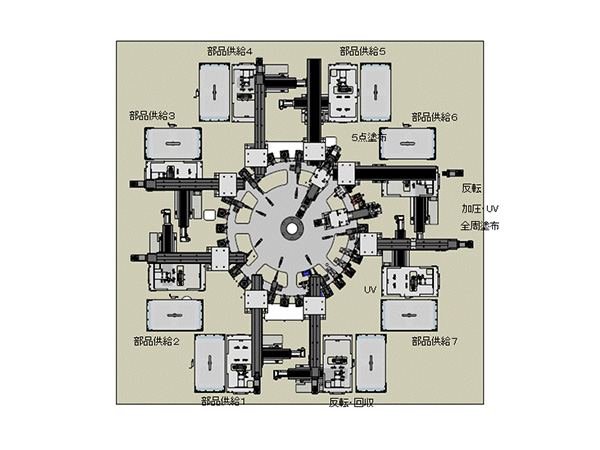 部品供給4
部品供給5
部品供給3
部品供給6
5点塗布
反転
加圧・UV
全周塗布
UV
部品供給2
部品供給7
部品供給1
反転・回収